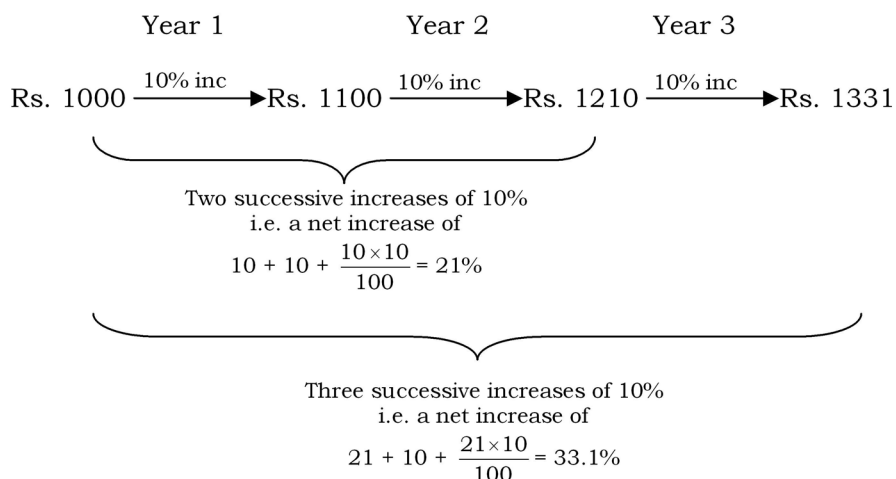 Year 1 Year 2 Year 3
10% inc 10% inc 10% inc
Rs. 1000 Rs. 1100 Rs. 1210 Rs. 1331
Two successive increases of 10%
i.e. a net increase of
10 + 10 + 10×10/100 = 21%
Three successive increases of 10%
i.e. a net increase of
21 + 10 + 21×10/100 = 33.1%